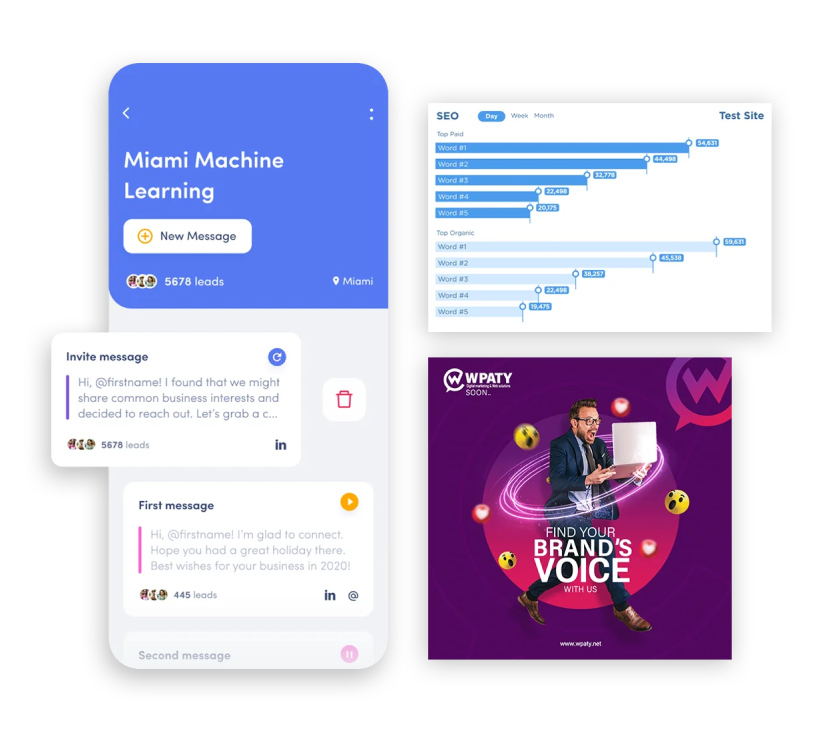 Miami Machine
Learning
New Message
5678 leads
Miami
Invite message
Hi, @firstname! I found that we might
share common business interests and
decided to reach out. Let's grab a c...
5678 leads
in
First message
Hi, @firstname! I'm glad to connect.
Hope you had a great holiday there.
Best wishes for your business in 2020!
445 leads
in @
Second message
SEO Day Week Month Test Site
Top Paid
Word #1 54,631
Word #2 44,498
Word #3 32,778
Word #4 22,498
Word #5 20,175
Top Organic
Word #1 59,631
Word #2 45,538
Word #3 38,257
Word #4 22,498
Word #5 19,475
WPATY
Digital marketing & Web solutions
SOON..
FIND YOUR
BRAND'S
VOICE
WITH US
www.wpaty.net